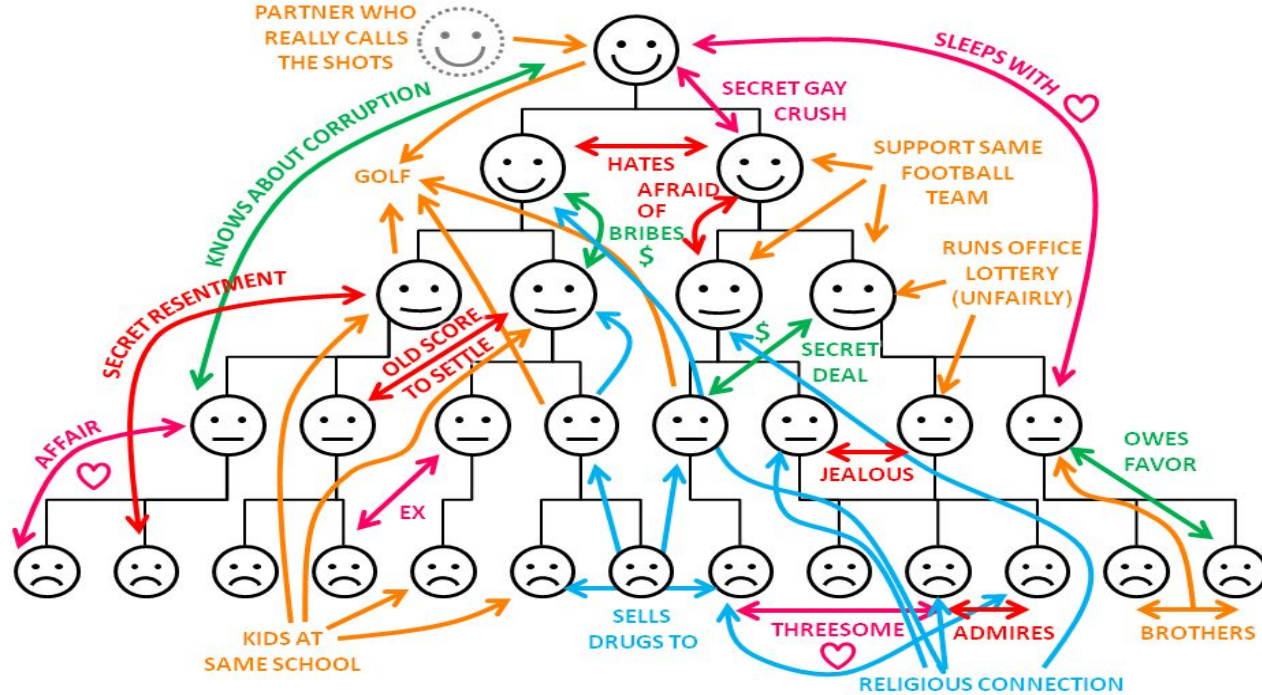 PARTNER WHO
REALLY CALLS
THE SHOTS
SLEEPS WITH
SECRET GAY
CRUSH
KNOWS ABOUT CORRUPTION
GOLF
HATES
SUPPORT SAME
FOOTBALL
TEAM
AFRAID
OF
BRIBES
$
RUNS OFFICE
LOTTERY
(UNFAIRLY)
SECRET RESENTMENT
OLD SCORE
TO SETTLE
$
SECRET
DEAL
AFFAIR
JEALOUS
OWES
FAVOR
EX
KIDS AT
SAME SCHOOL
SELLS
DRUGS TO
THREESOME
ADMIRES
BROTHERS
RELIGIOUS CONNECTION